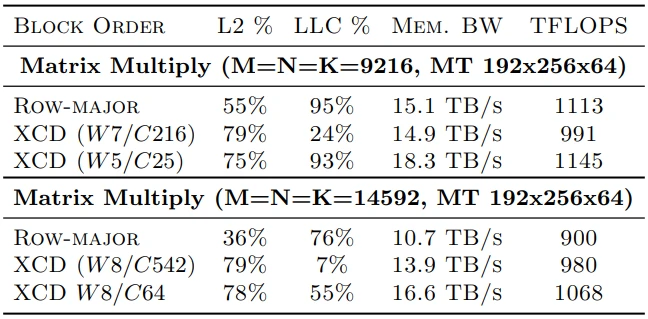 BLOCK ORDER L2 % LLC % MEM. BW TFLOPS
Matrix Multiply (M=N=K=9216, MT 192x256x64)
ROW-MAJOR 55% 95% 15.1 TB/s 1113
XCD (W7/C216) 79% 24% 14.9 TB/s 991
XCD (W5/C25) 75% 93% 18.3 TB/s 1145
Matrix Multiply (M=N=K=14592, MT 192x256x64)
ROW-MAJOR 36% 76% 10.7 TB/s 900
XCD (W8/C542) 79% 7% 13.9 TB/s 980
XCD W8/C64 78% 55% 16.6 TB/s 1068